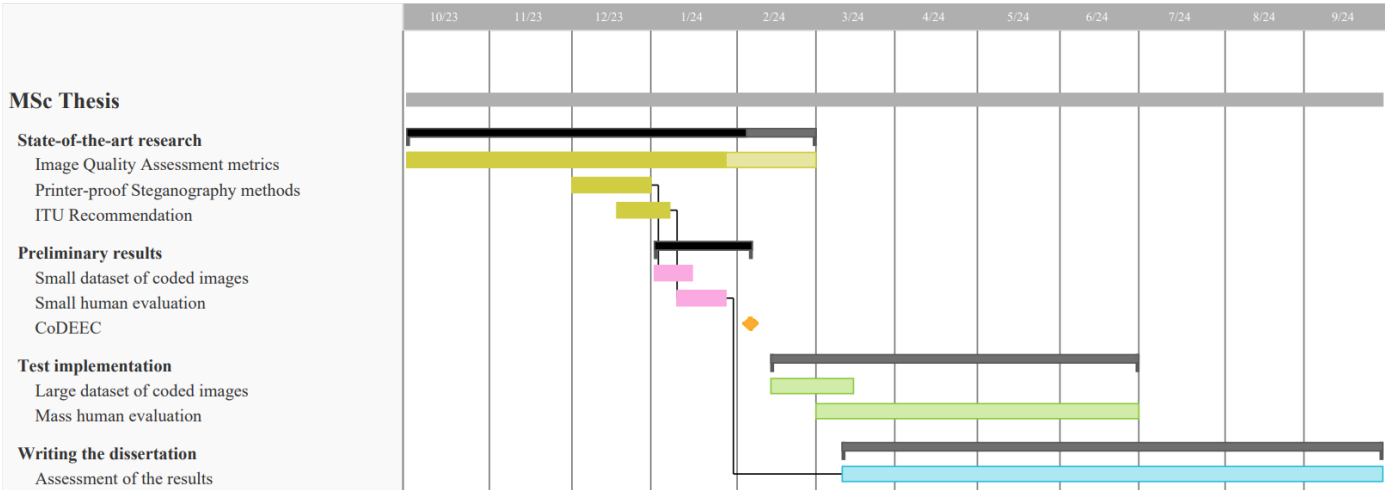 10/23 11/23 12/23 1/24 2/24 3/24 4/24 5/24 6/24 7/24 8/24 9/24
MSc Thesis
State-of-the-art research
Image Quality Assessment metrics
Printer-proof Steganography methods
ITU Recommendation
Preliminary results
Small dataset of coded images
Small human evaluation
CoDEEC
Test implementation
Large dataset of coded images
Mass human evaluation
Writing the dissertation
Assessment of the results